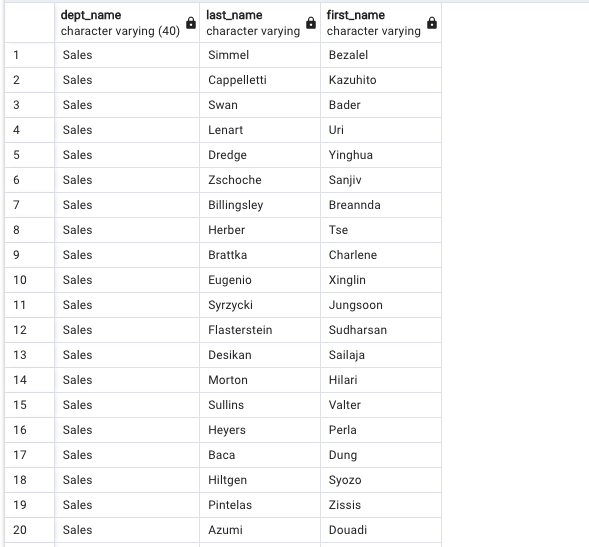 dept_name last_name first_name
character varying (40) character varying character varying
1 Sales Simmel Bezalel
2 Sales Cappelletti Kazuhito
3 Sales Swan Bader
4 Sales Lenart Uri
5 Sales Dredge Yinghua
6 Sales Zschoche Sanjiv
7 Sales Billingsley Breannda
8 Sales Herber Tse
9 Sales Brattka Charlene
10 Sales Eugenio Xinglin
11 Sales Syrzycki Jungsoon
12 Sales Flasterstein Sudharsan
13 Sales Desikan Sailaja
14 Sales Morton Hilari
15 Sales Sullins Valter
16 Sales Heyers Perla
17 Sales Baca Dung
18 Sales Hiltgen Syozo
19 Sales Pintelas Zissis
20 Sales Azumi Douadi